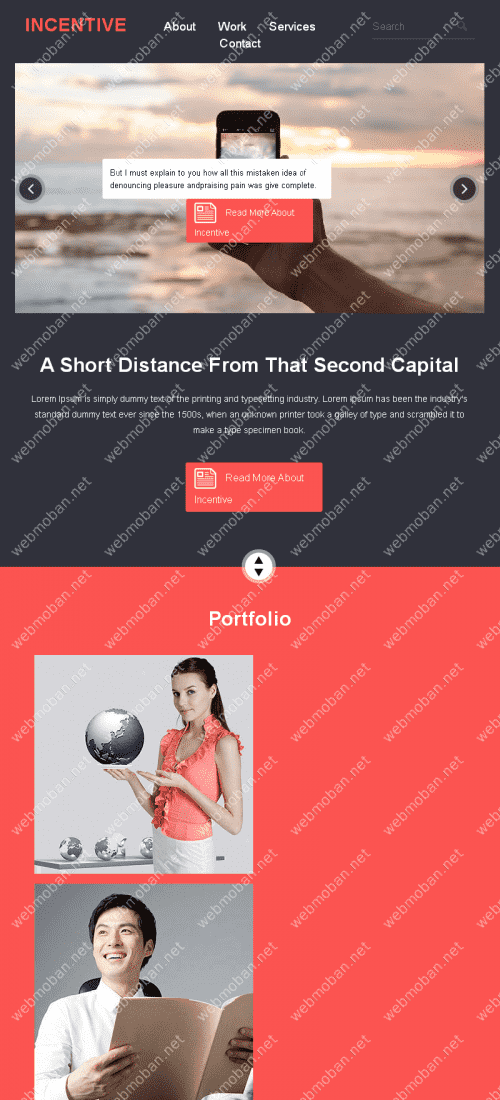 INCENTIVE
About Work Services
Contact
Search
But I must explain to you how all this mistaken idea of
denouncing pleasure andpraising pain was give complete.
Read More About
Incentive
A Short Distance From That Second Capital
Lorem Ipsum is simply dummy text of the printing and typesetting industry. Lorem Ipsum has been the industry's
standard dummy text ever since the 1500s, when an unknown printer took a galley of type and scrambled it to
make a type specimen book.
Read More About
Incentive
Portfolio
webmoban.net